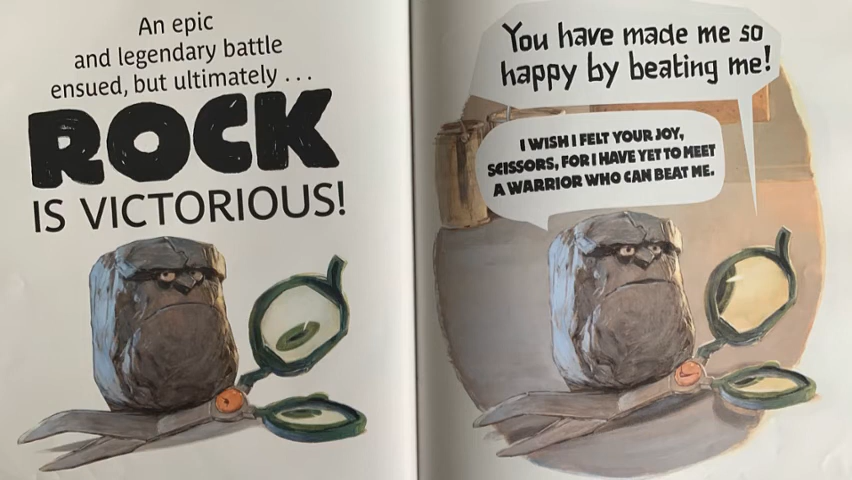 An epic
and legendary battle
ensued, but ultimately . . .
ROCK
IS VICTORIOUS!
You have made me so
happy by beating me!
I WISH I FELT YOUR JOY,
SCISSORS, FOR I HAVE YET TO MEET
A WARRIOR WHO CAN BEAT ME.